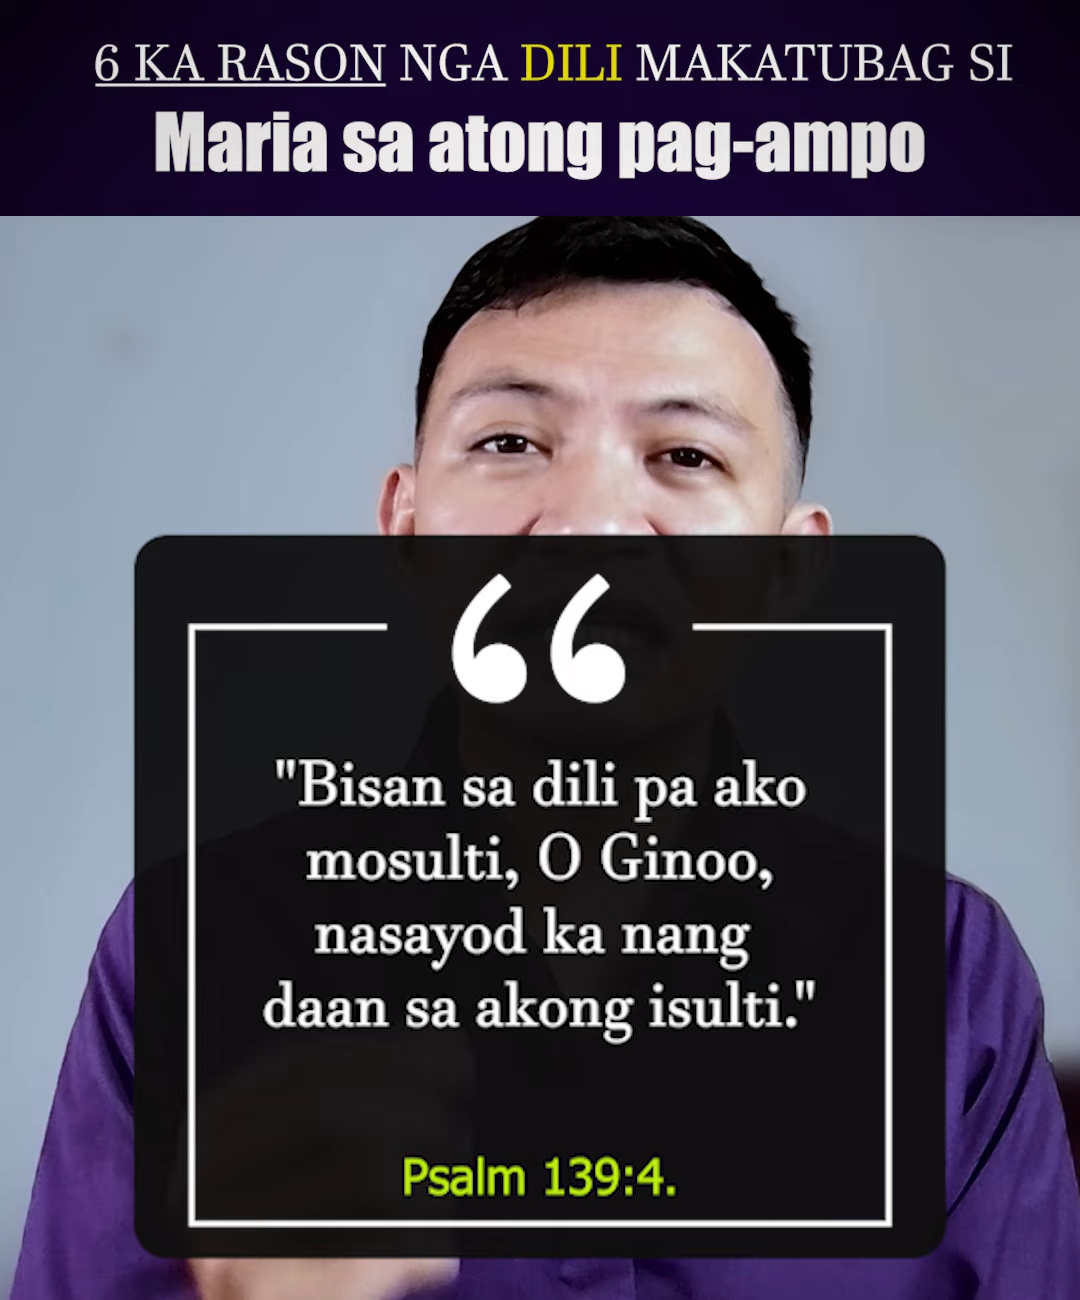 6 KA RASON NGA DILI MAKATUBAG SI
Maria sa atong pag-ampo
“
"Bisan sa dili pa ako
mosulti, O Ginoo,
nasayod ka nang
daan sa akong isulti."
Psalm 139:4.